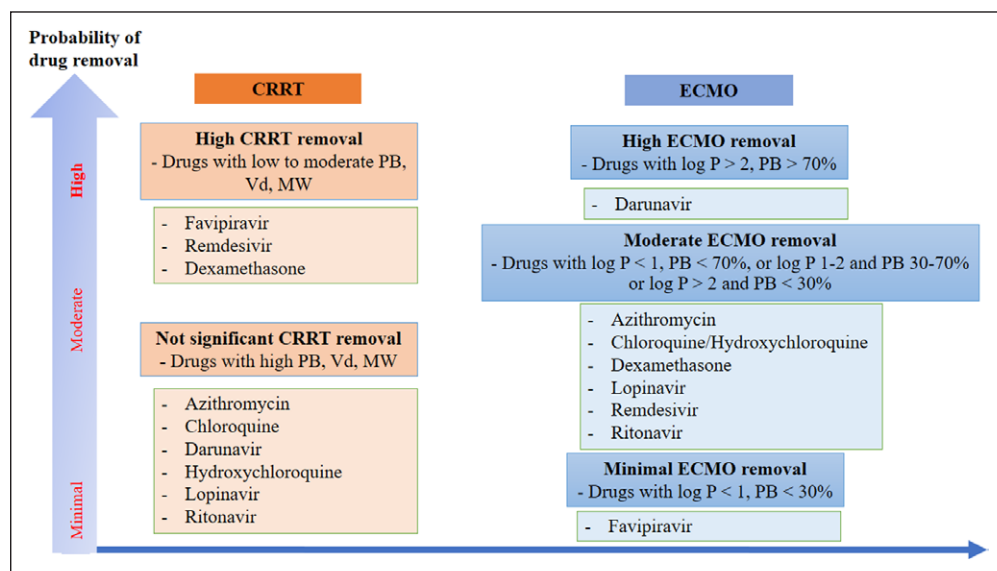 Probability of
drug removal
High
Moderate
Minimal
CRRT
High CRRT removal
- Drugs with low to moderate PB,
Vd, MW
- Favipiravir
- Remdesivir
- Dexamethasone
Not significant CRRT removal
- Drugs with high PB, Vd, MW
- Azithromycin
- Chloroquine
- Darunavir
- Hydroxychloroquine
- Lopinavir
- Ritonavir
ECMO
High ECMO removal
- Drugs with log P > 2, PB > 70%
- Darunavir
Moderate ECMO removal
- Drugs with log P < 1, PB < 70%, or log P 1-2 and PB 30-70%
or log P > 2 and PB < 30%
- Azithromycin
- Chloroquine/Hydroxychloroquine
- Dexamethasone
- Lopinavir
- Remdesivir
- Ritonavir
Minimal ECMO removal
- Drugs with log P < 1, PB < 30%
- Favipiravir